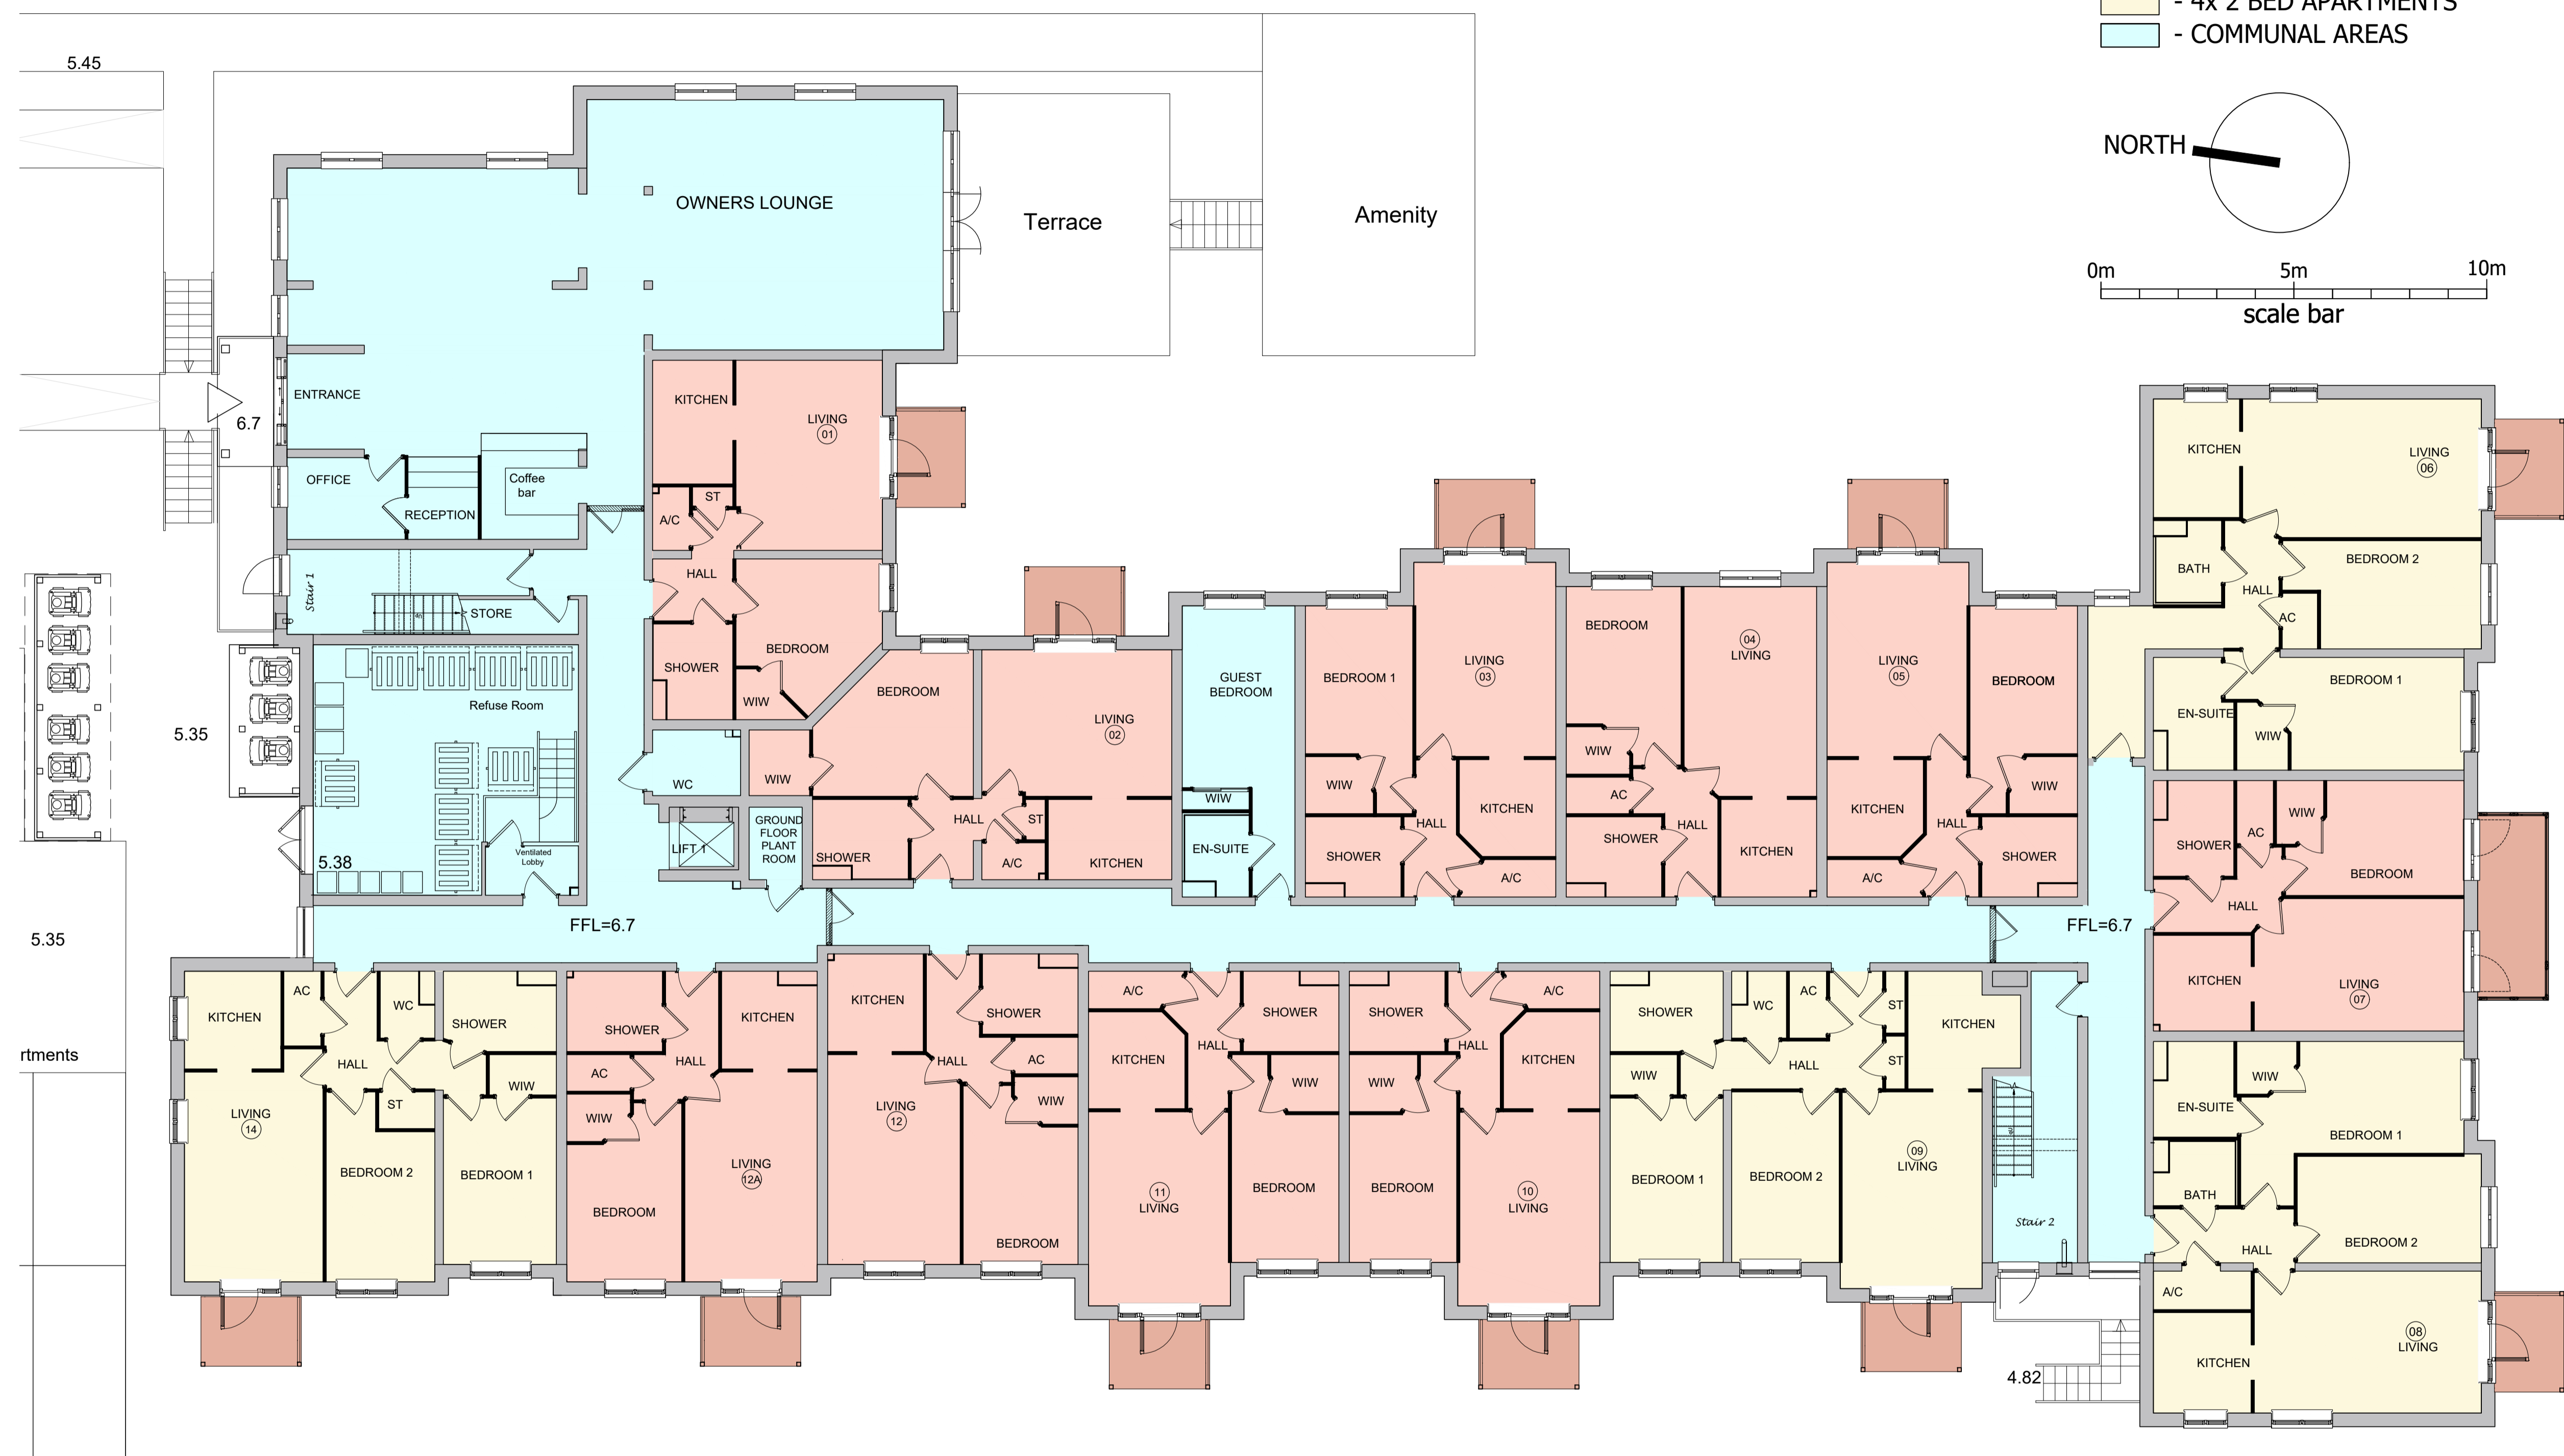 - 4x 2 BED APARTMENTS
- COMMUNAL AREAS
5.45
NORTH
0m
5m
10m
scale bar
OWNERS LOUNGE
Terrace
Amenity
ENTRANCE
6.7
OFFICE
RECEPTION
Coffee
bar
Stair 1
STORE
Refuse Room
5.35
5.38
Ventilated
Lobby
5.35
rtments
KITCHEN
LIVING
01
A/C
ST
HALL
SHOWER
BEDROOM
WIW
WC
LIFT 1
GROUND
FLOOR
PLANT
ROOM
FFL=6.7
BEDROOM
LIVING
02
WIW
SHOWER
HALL
ST
A/C
KITCHEN
GUEST
BEDROOM
WIW
EN-SUITE
BEDROOM 1
LIVING
03
WIW
KITCHEN
HALL
SHOWER
A/C
BEDROOM
04
LIVING
WIW
AC
SHOWER
HALL
KITCHEN
LIVING
05
BEDROOM
KITCHEN
WIW
HALL
A/C
SHOWER
KITCHEN
LIVING
06
BATH
BEDROOM 2
HALL
AC
BEDROOM 1
EN-SUITE
WIW
SHOWER
AC
WIW
BEDROOM
HALL
FFL=6.7
KITCHEN
LIVING
07
WIW
EN-SUITE
BEDROOM 1
BATH
HALL
BEDROOM 2
A/C
08
LIVING
KITCHEN
KITCHEN
AC
WC
SHOWER
HALL
WIW
ST
LIVING
14
BEDROOM 2
BEDROOM 1
SHOWER
KITCHEN
AC
HALL
WIW
LIVING
12A
BEDROOM
KITCHEN
SHOWER
HALL
AC
WIW
LIVING
12
BEDROOM
A/C
SHOWER
HALL
KITCHEN
WIW
11
LIVING
BEDROOM
SHOWER
A/C
HALL
KITCHEN
WIW
BEDROOM
10
LIVING
SHOWER
WC
AC
ST
KITCHEN
HALL
ST
WIW
BEDROOM 1
BEDROOM 2
09
LIVING
Stair 2
4.82